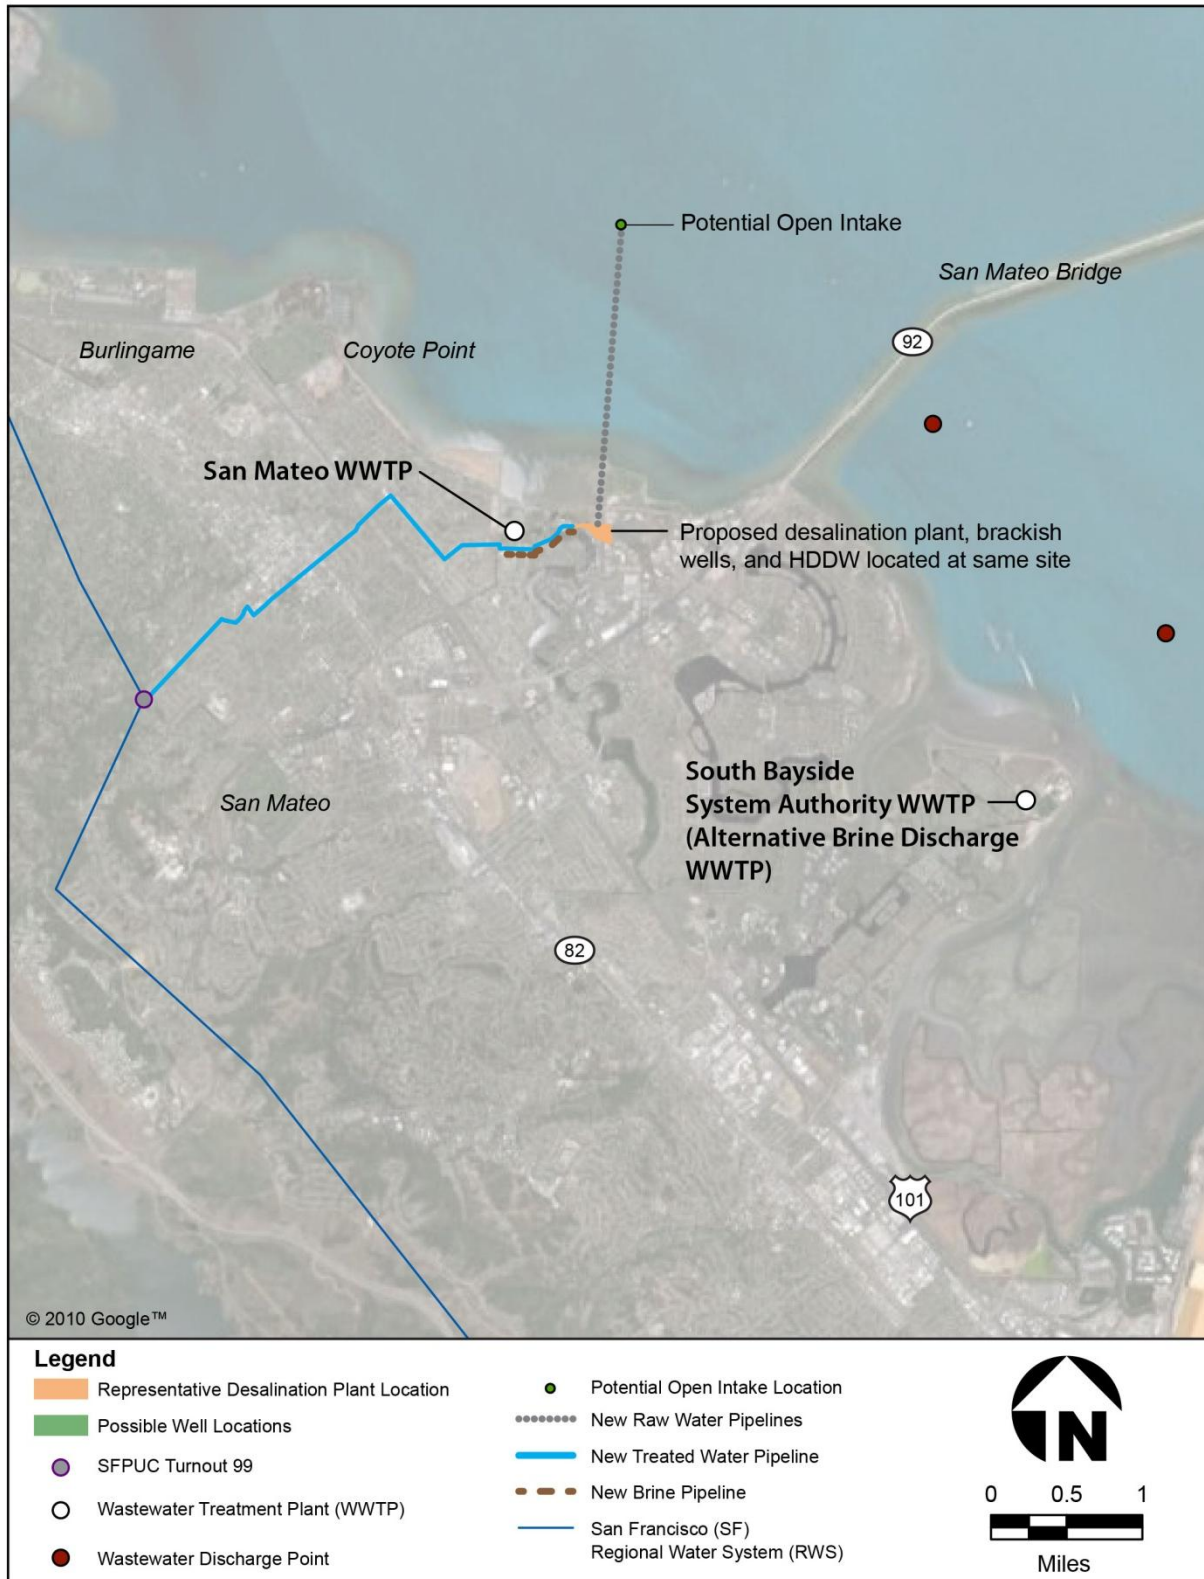 Potential Open Intake
San Mateo Bridge
92
Burlingame
Coyote Point
San Mateo WWTP
Proposed desalination plant, brackish
wells, and HDDW located at same site
South Bayside
System Authority WWTP
(Alternative Brine Discharge
WWTP)
San Mateo
82
101
© 2010 Google™
Legend
Representative Desalination Plant Location
Possible Well Locations
SFPUC Turnout 99
Wastewater Treatment Plant (WWTP)
Wastewater Discharge Point
Potential Open Intake Location
New Raw Water Pipelines
New Treated Water Pipeline
New Brine Pipeline
San Francisco (SF)
Regional Water System (RWS)
N
0 0.5 1
Miles